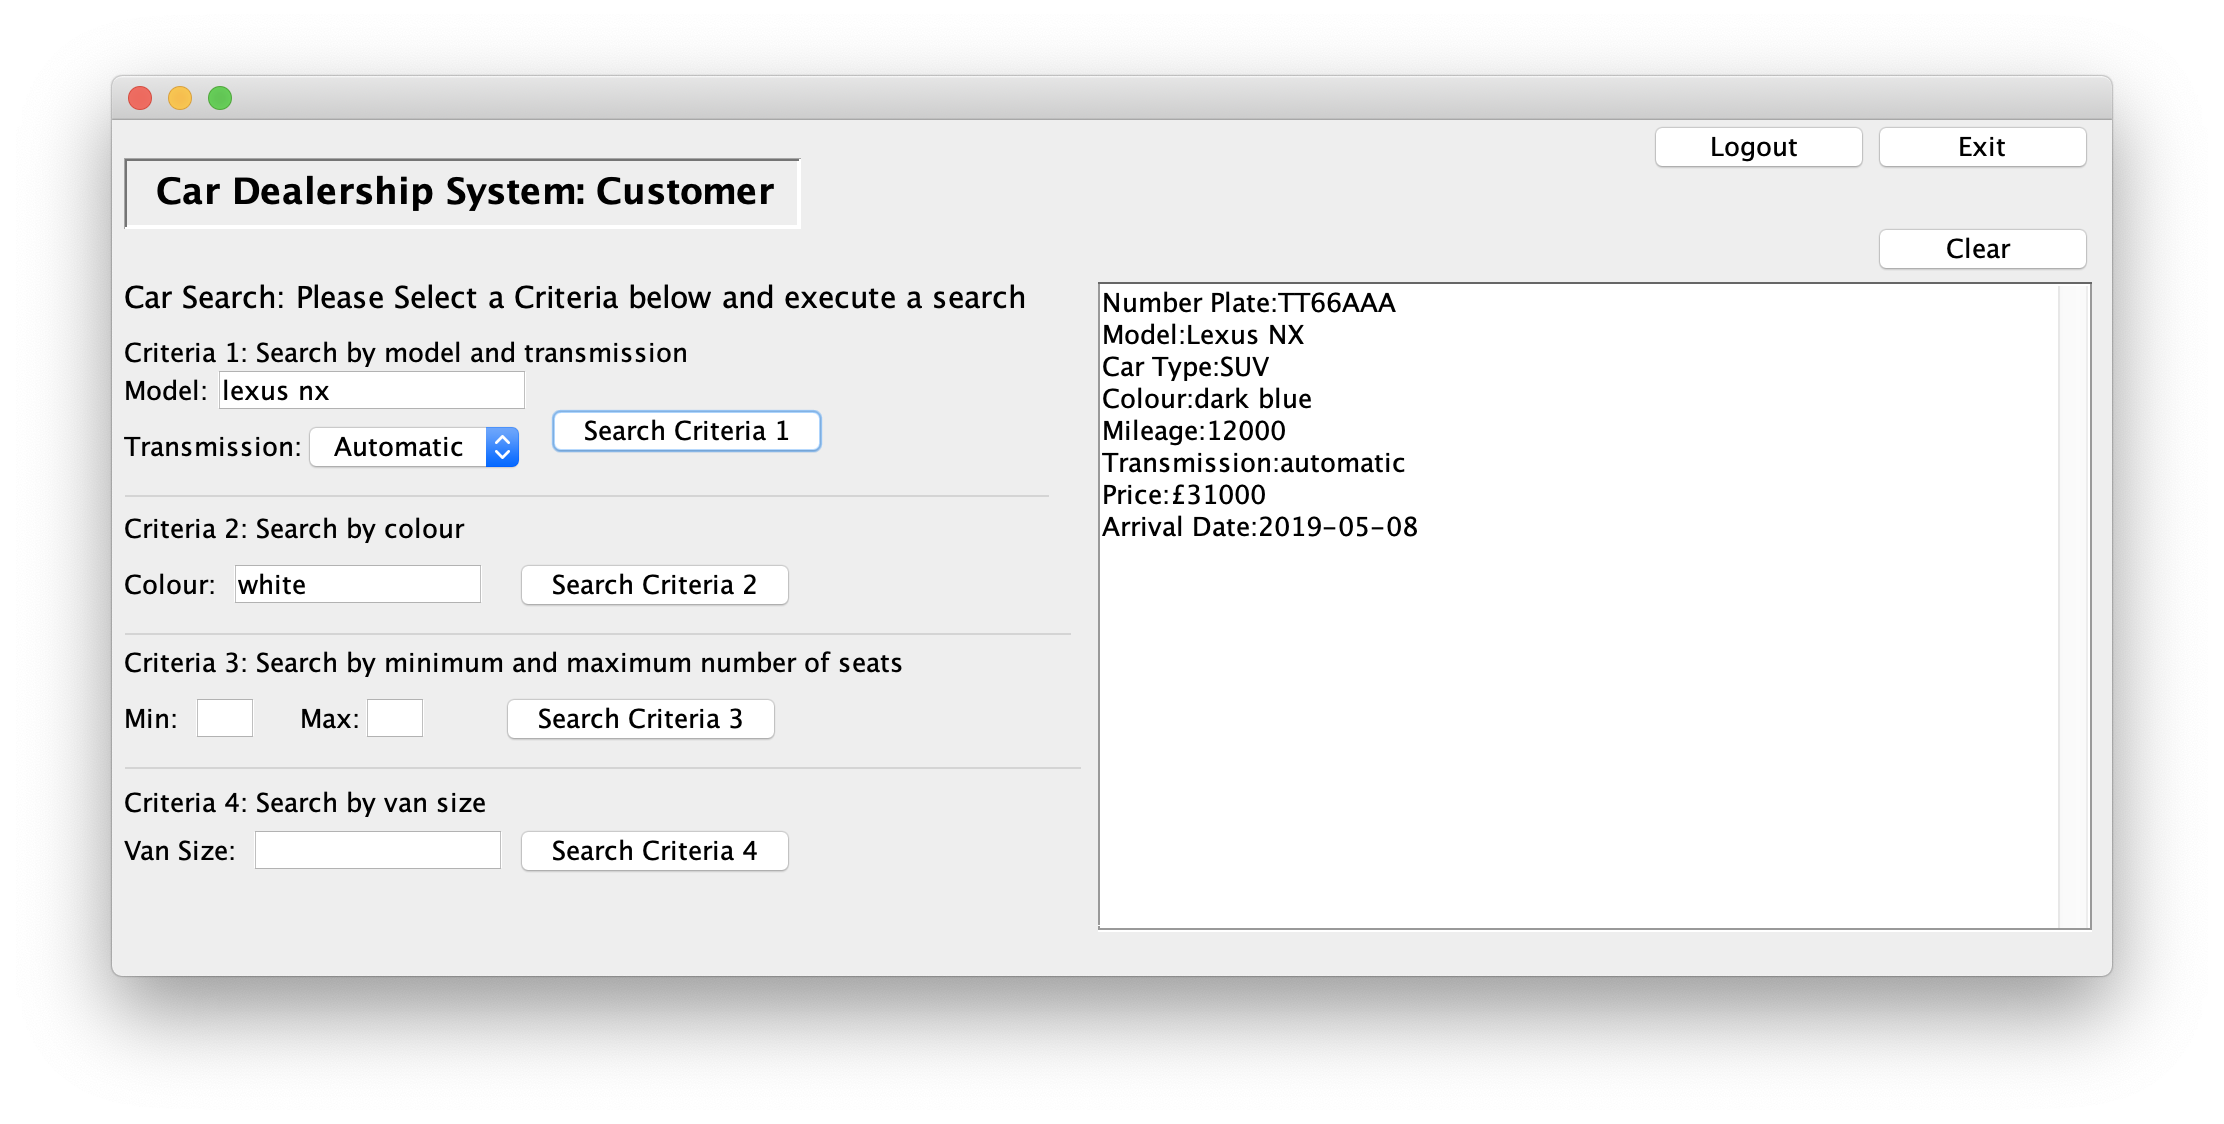 Logout
Exit
Car Dealership System: Customer
Clear
Car Search: Please Select a Criteria below and execute a search
Criteria 1: Search by model and transmission
Model: lexus nx
Transmission: Automatic
Search Criteria 1
Criteria 2: Search by colour
Colour: white
Search Criteria 2
Criteria 3: Search by minimum and maximum number of seats
Min:
Max:
Search Criteria 3
Criteria 4: Search by van size
Van Size:
Search Criteria 4
Number Plate:TT66AAA
Model:Lexus NX
Car Type:SUV
Colour:dark blue
Mileage:12000
Transmission:automatic
Price:£31000
Arrival Date:2019-05-08